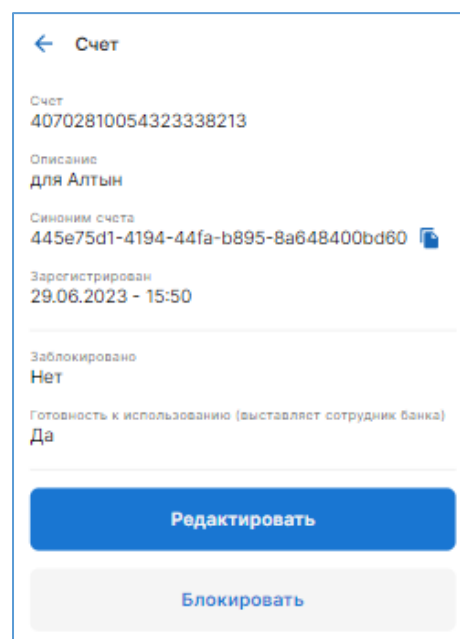 Счет
Счет
40702810054323338213
Описание
для Алтын
Синоним счета
445e75d1-4194-44fa-b895-8a648400bd60
Зарегистрирован
29.06.2023 - 15:50
Заблокировано
Нет
Готовность к использованию (выставляет сотрудник банка)
Да
Редактировать
Блокировать